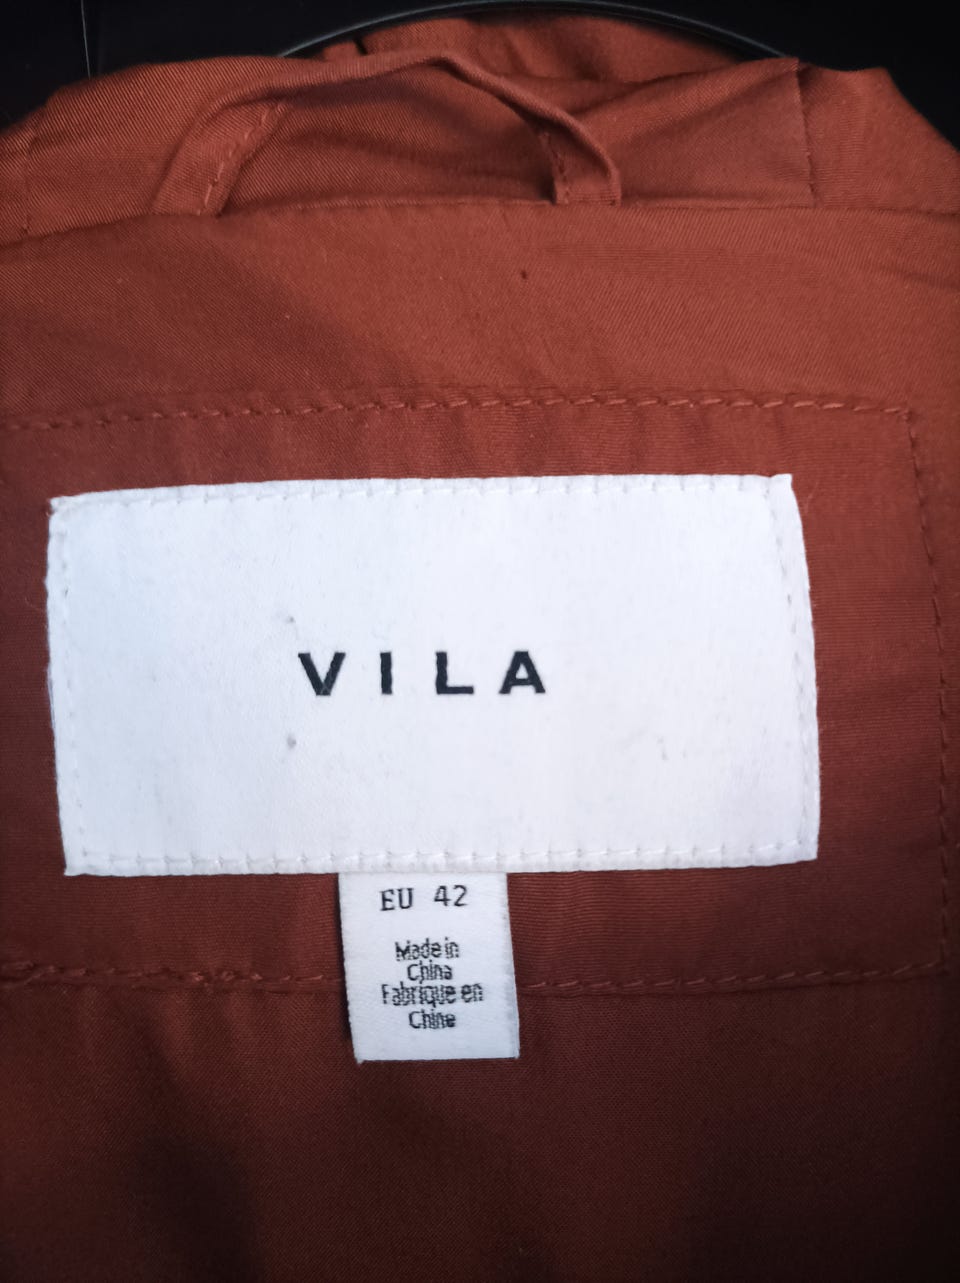 VILA
EU 42
Made in
China
Fabrique en
Chine